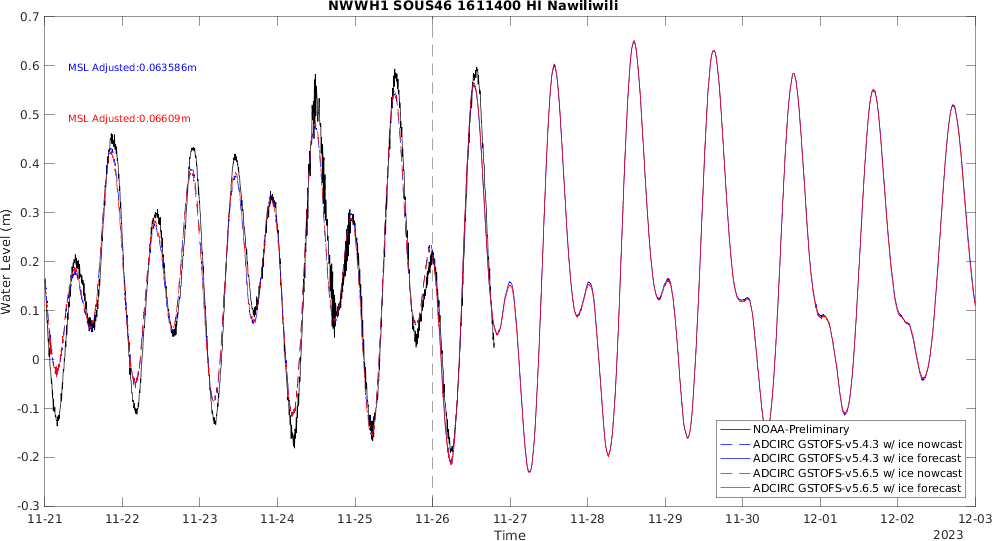 NWWH1 SOUS46 1611400 HI Nawiliwili
0.7
0.6
0.5
0.4
0.3
0.2
0.1
0
-0.1
-0.2
-0.3
Water Level (m)
MSL Adjusted:0.063586m
MSL Adjusted:0.06609m
NOAA-Preliminary
ADCIRC GSTOFS-v5.4.3 w/ ice nowcast
ADCIRC GSTOFS-v5.4.3 w/ ice forecast
ADCIRC GSTOFS-v5.6.5 w/ ice nowcast
ADCIRC GSTOFS-v5.6.5 w/ ice forecast
11-21 11-22 11-23 11-24 11-25 11-26 11-27 11-28 11-29 11-30 12-01 12-02 12-03
Time
2023